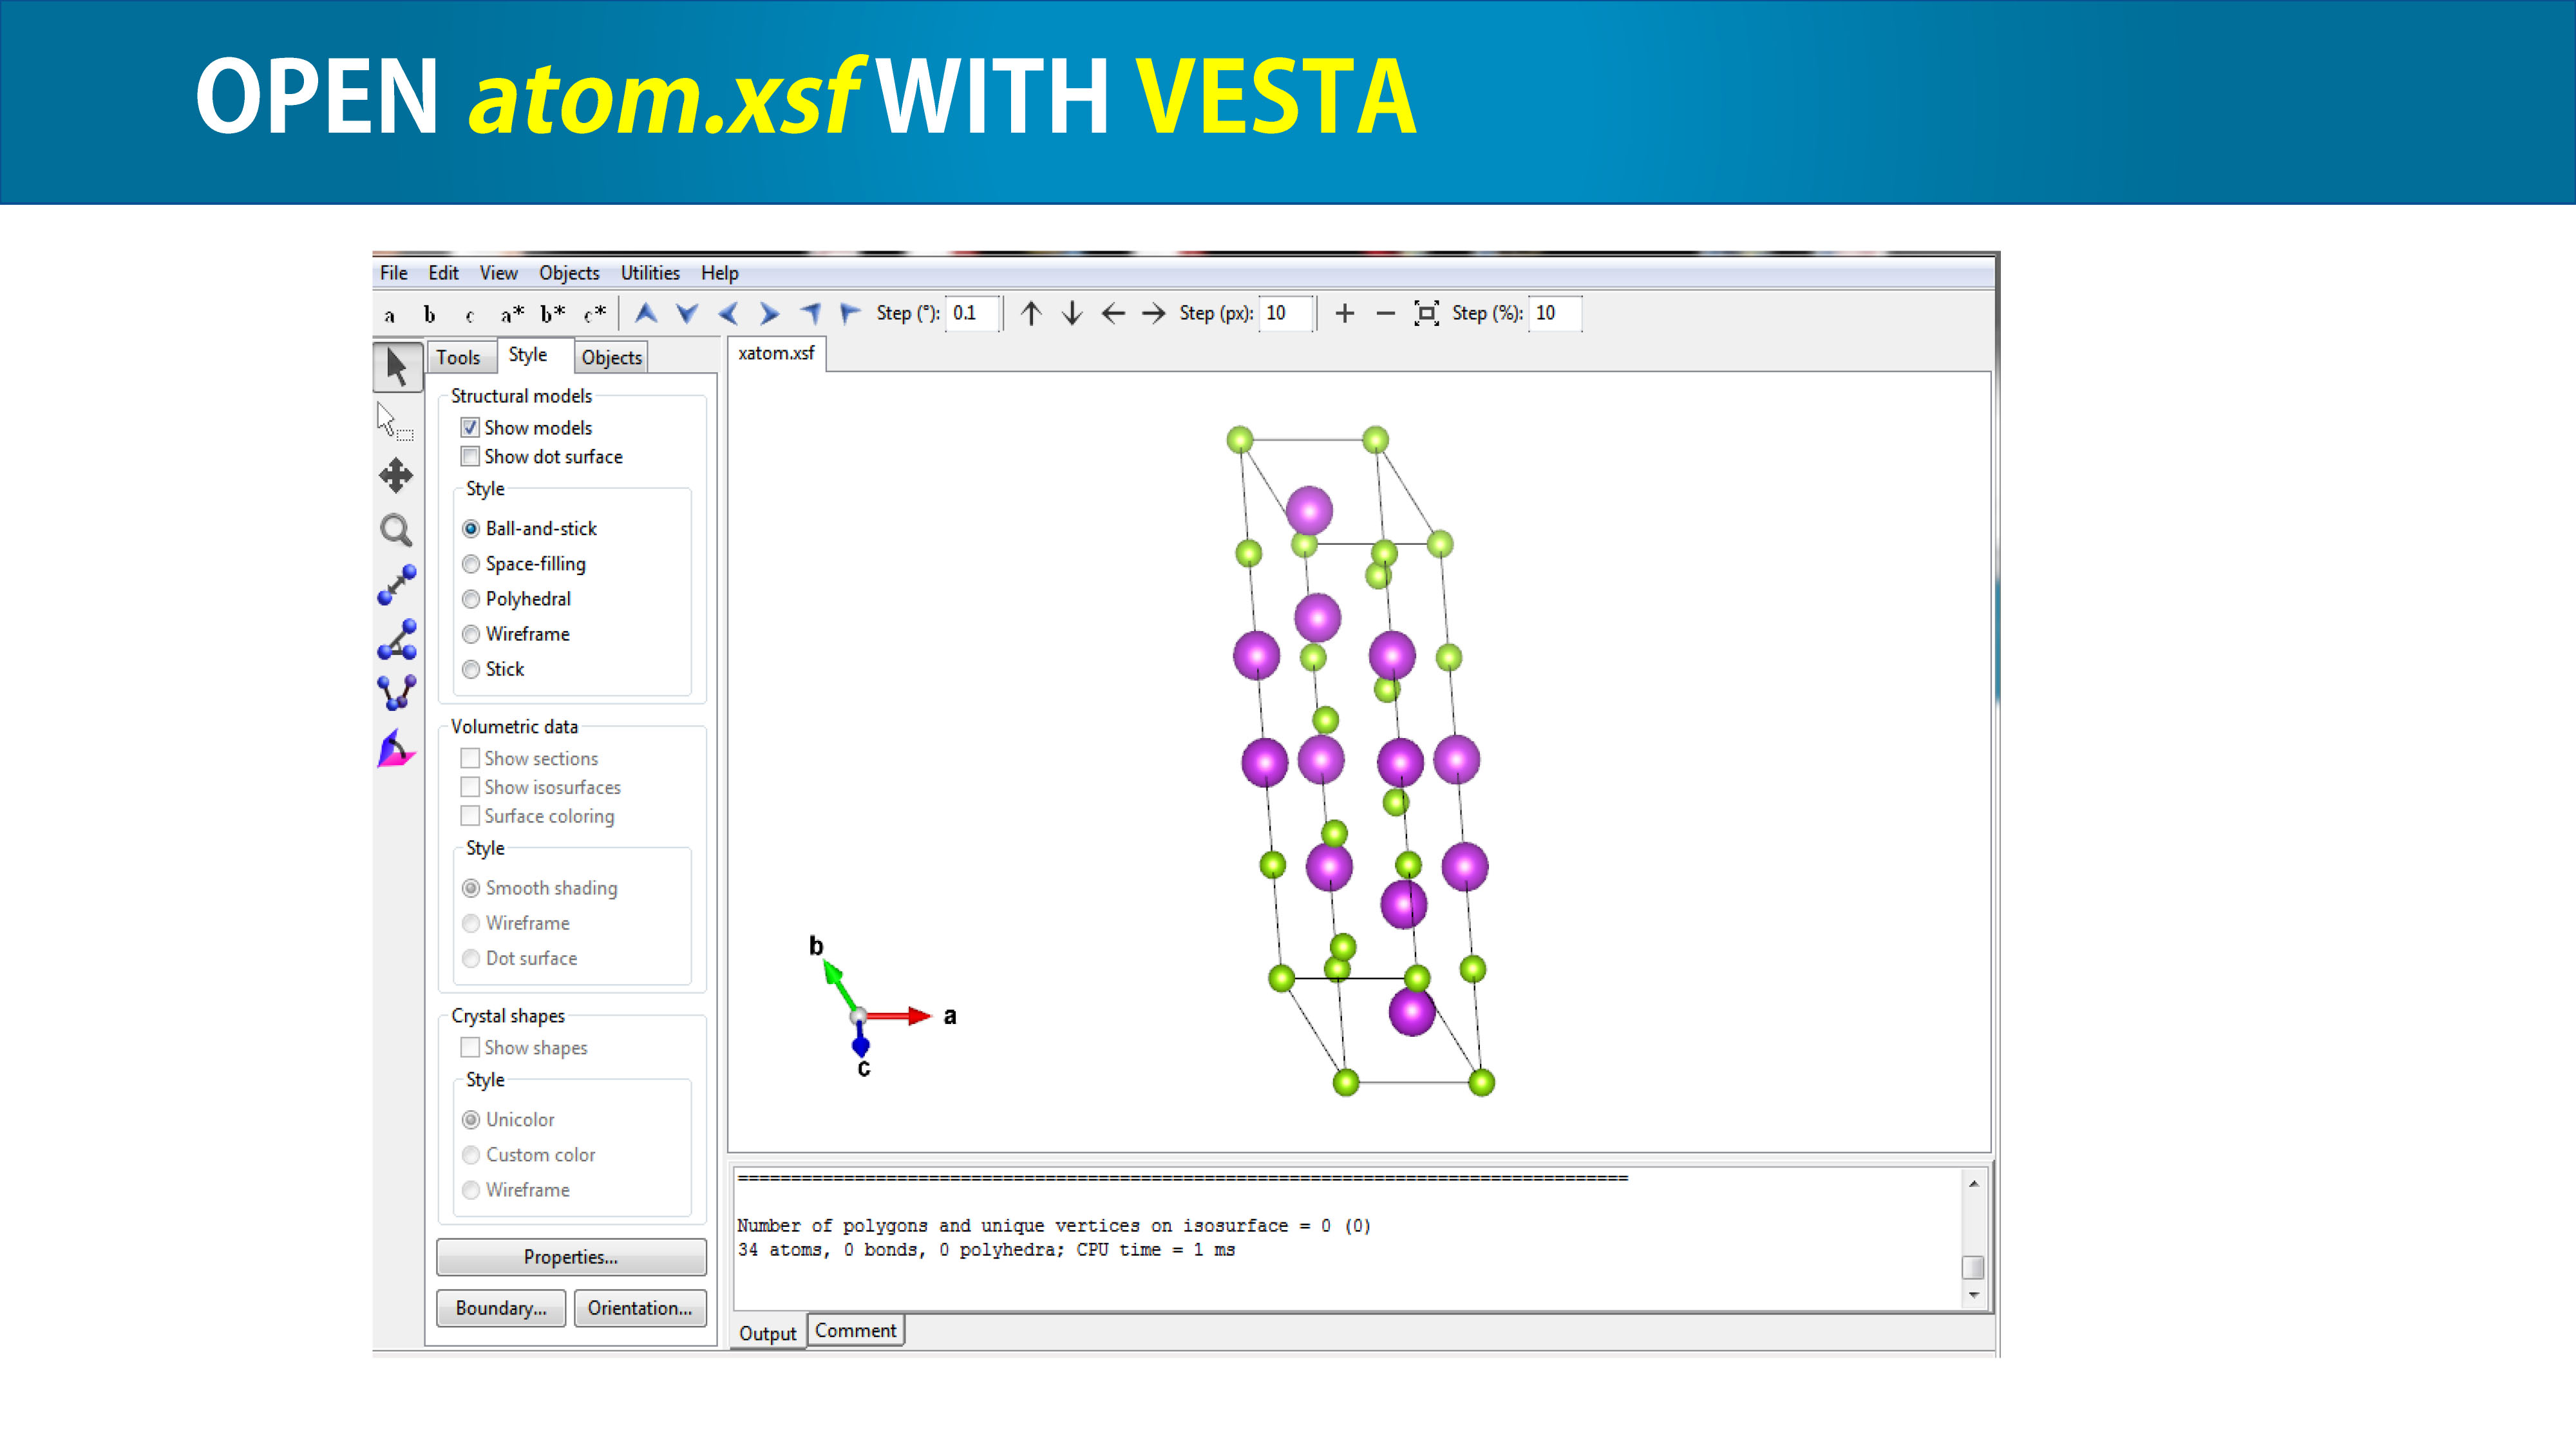 OPEN atom.xsf WITH VESTA
File Edit View Objects Utilities Help
a b c a* b* c* Step (°): 0.1 Step (px): 10 + − Step (%): 10
Tools Style Objects
xatom.xsf
Structural models
Show models
Show dot surface
Style
Ball-and-stick
Space-filling
Polyhedral
Wireframe
Stick
Volumetric data
Show sections
Show isosurfaces
Surface coloring
Style
Smooth shading
Wireframe
Dot surface
Crystal shapes
Show shapes
Style
Unicolor
Custom color
Wireframe
Properties...
Boundary... Orientation...
b
a
c
Number of polygons and unique vertices on isosurface = 0 (0)
34 atoms, 0 bonds, 0 polyhedra; CPU time = 1 ms
Output Comment